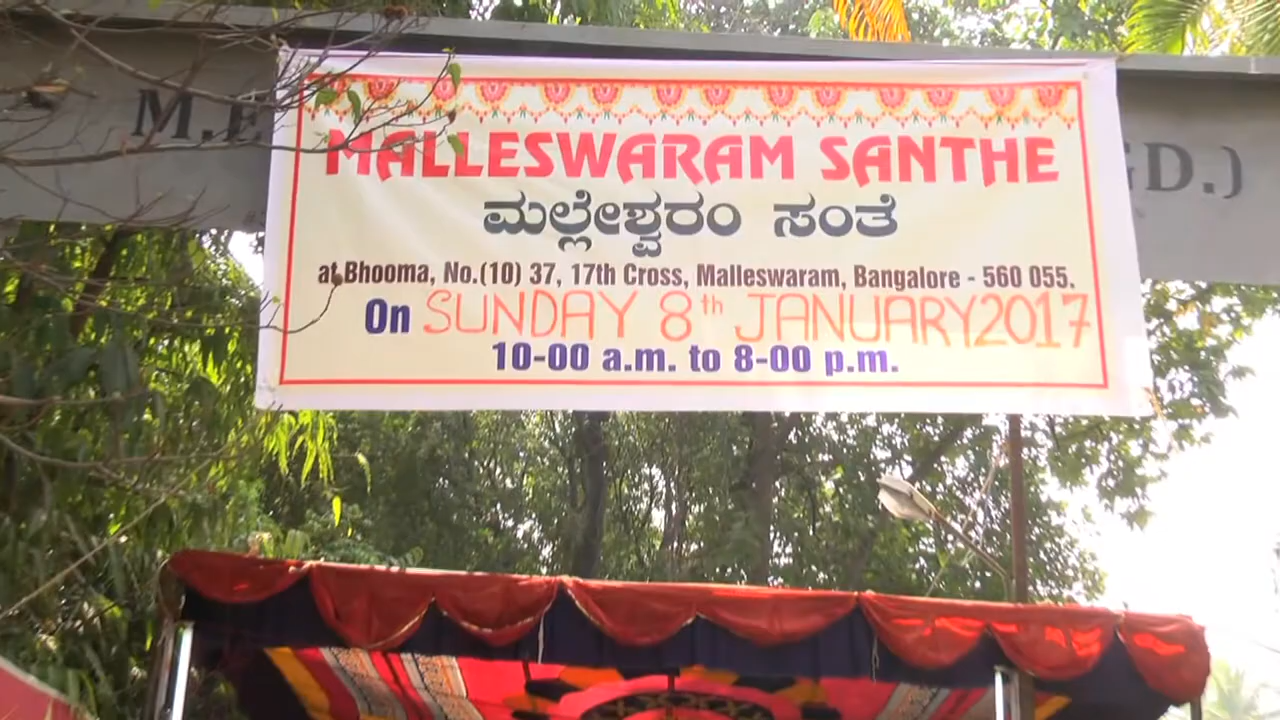 M.E
GD.)
MALLESWARAM SANTHE
ಮಲ್ಲೇಶ್ವರಂ ಸಂತೆ
at Bhooma, No.(10) 37, 17th Cross, Malleswaram, Bangalore - 560 055.
On SUNDAY 8th JANUARY 2017
10-00 a.m. to 8-00 p.m.